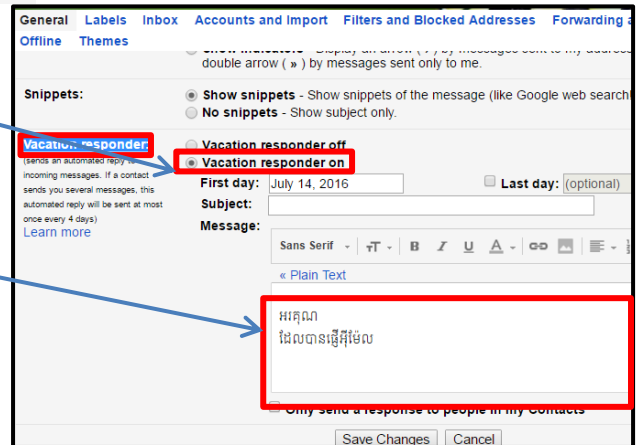 General Labels Inbox Accounts and Import Filters and Blocked Addresses Forwarding
Offline Themes
double arrow ( » ) by messages sent only to me.
Snippets:
Show snippets - Show snippets of the message (like Google web search
No snippets - Show subject only.
Vacation responder:
(sends an automated reply to
incoming messages. If a contact
sends you several messages, this
automated reply will be sent at most
once every 4 days)
Learn more
Vacation responder off
Vacation responder on
First day: July 14, 2016 Last day: (optional)
Subject:
Message:
Sans Serif B I U A
« Plain Text
អរគុណ
ដែលបានផ្ញើអ៊ីម៉ែល
Only send a response to people in my Contacts
Save Changes Cancel